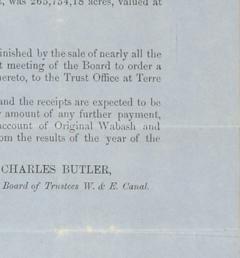 , was 265,754,18 acres, valued at
inished by the sale of nearly all the
t meeting of the Board to order a
hereto, to the Trust Office at Terre
and the receipts are expected to be
amount of any further payment,
account of Original Wabash and
om the results of the year of the
CHARLES BUTLER,
Board of Trustees W. & E. Canal.